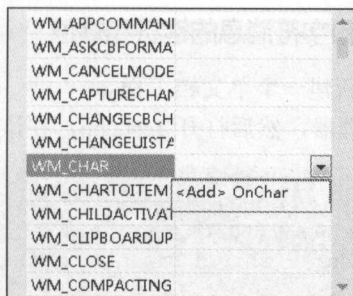 WM_APPCOMMANI
WM_ASKCBFORMA
WM_CANCELMODE
WM_CAPTURECHAN
WM_CHANGECBCH
WM_CHANGEUISTA
WM_CHAR
WM_CHARTOITEM <Add> OnChar
WM_CHILDACTIVAT
WM_CLIPBOARDUP
WM_CLOSE
WM_COMPACTING